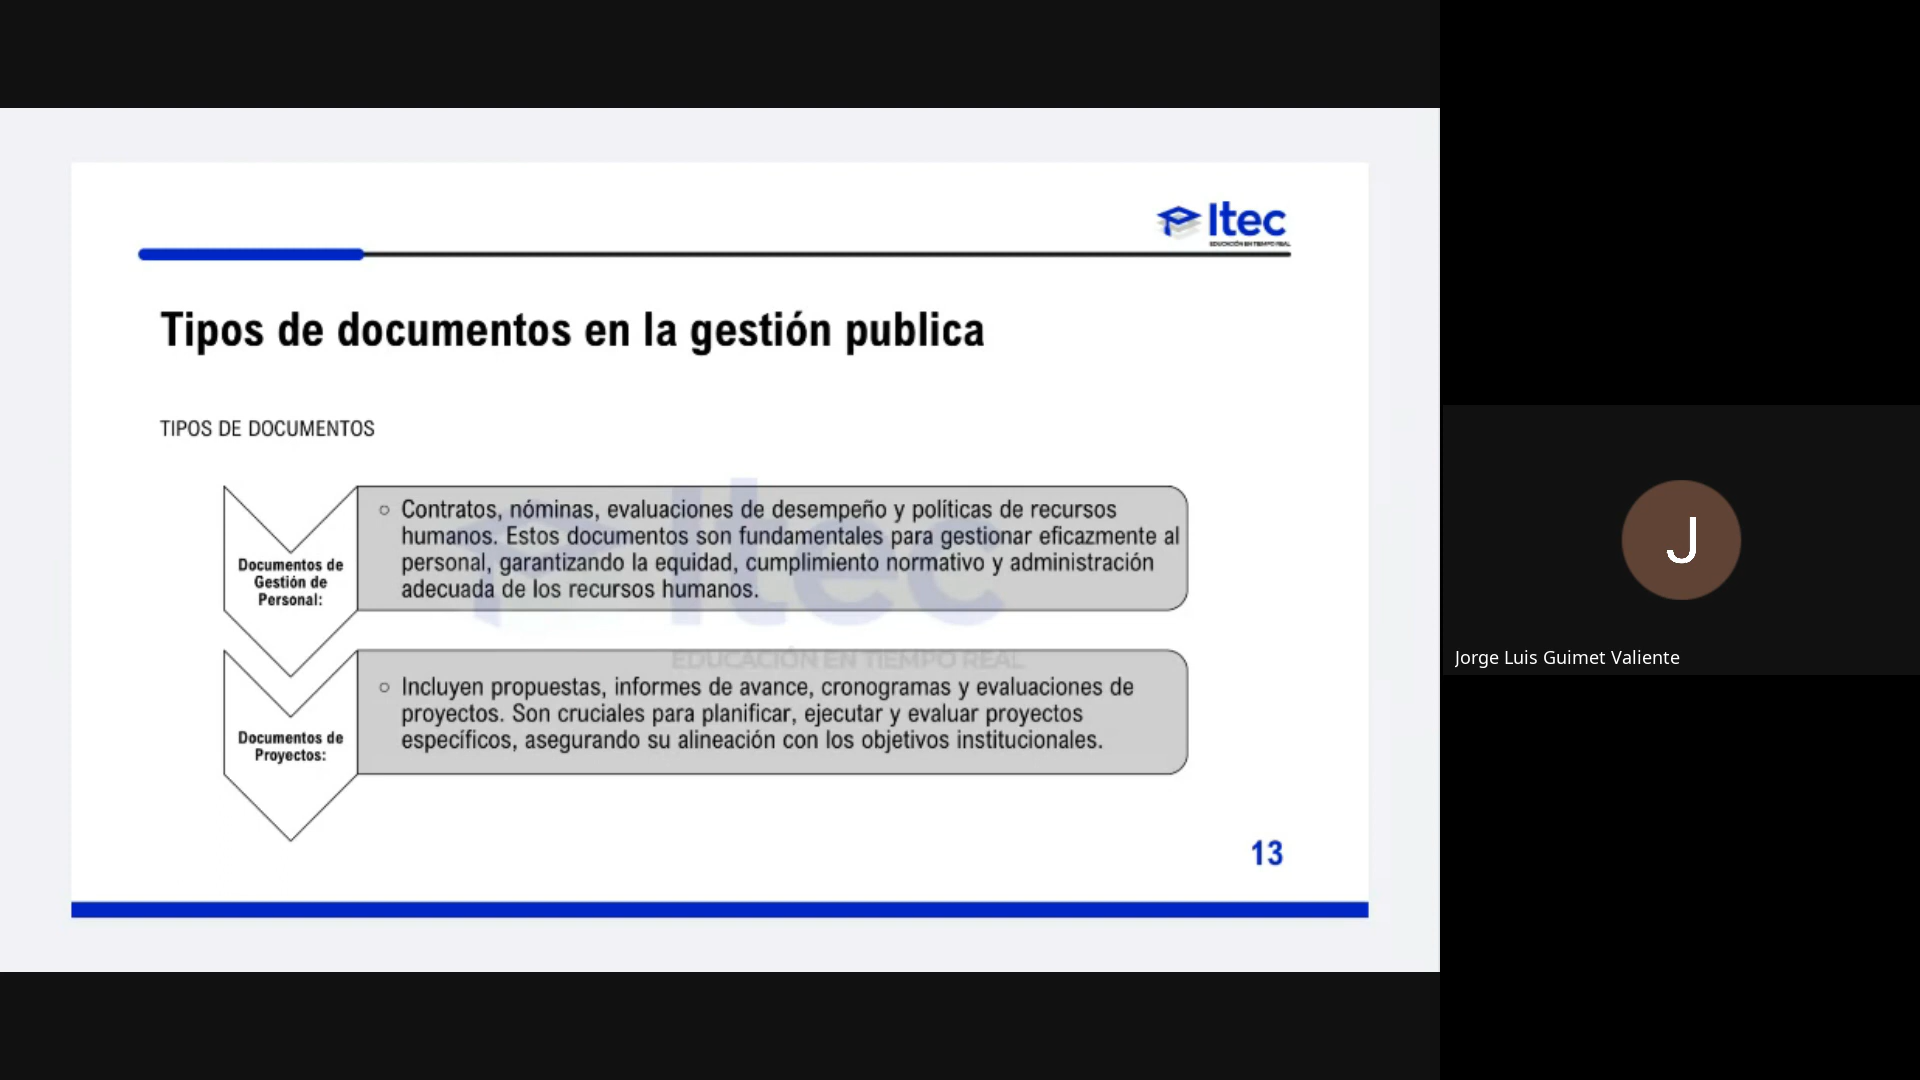 Itec
EDUCACIÓN EN TIEMPO REAL
Tipos de documentos en la gestión publica
TIPOS DE DOCUMENTOS
Documentos de
Gestión de
Personal:
Contratos, nóminas, evaluaciones de desempeño y políticas de recursos
humanos. Estos documentos son fundamentales para gestionar eficazmente al
personal, garantizando la equidad, cumplimiento normativo y administración
adecuada de los recursos humanos.
Itec
EDUCACIÓN EN TIEMPO REAL
Documentos de
Proyectos:
Incluyen propuestas, informes de avance, cronogramas y evaluaciones de
proyectos. Son cruciales para planificar, ejecutar y evaluar proyectos
específicos, asegurando su alineación con los objetivos institucionales.
13
J
Jorge Luis Guimet Valiente